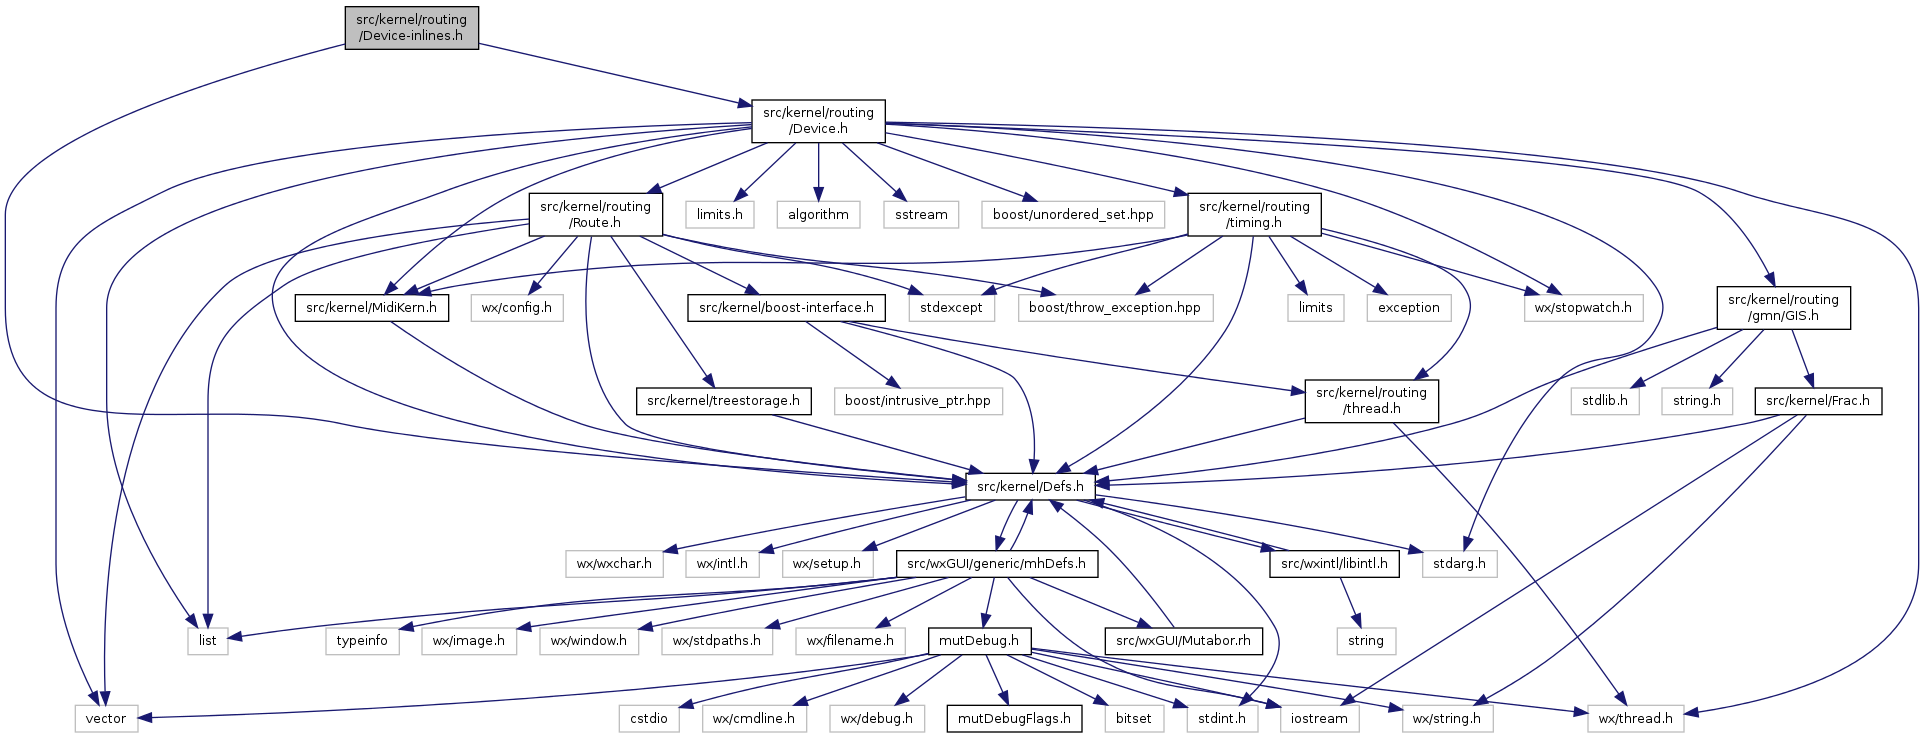 src/kernel/routing
/Device-inlines.h
src/kernel/routing
/Device.h
src/kernel/routing
/Route.h
limits.h
algorithm
sstream
boost/unordered_set.hpp
src/kernel/routing
/timing.h
src/kernel/MidiKern.h
wx/config.h
src/kernel/boost-interface.h
stdexcept
boost/throw_exception.hpp
limits
exception
wx/stopwatch.h
src/kernel/routing
/gmn/GIS.h
src/kernel/treestorage.h
boost/intrusive_ptr.hpp
src/kernel/routing
/thread.h
stdlib.h
string.h
src/kernel/Frac.h
src/kernel/Defs.h
wx/wxchar.h
wx/intl.h
wx/setup.h
src/wxGUI/generic/mhDefs.h
src/wxintl/libintl.h
stdarg.h
list
typeinfo
wx/image.h
wx/window.h
wx/stdpaths.h
wx/filename.h
mutDebug.h
src/wxGUI/Mutabor.rh
string
vector
cstdio
wx/cmdline.h
wx/debug.h
mutDebugFlags.h
bitset
stdint.h
iostream
wx/string.h
wx/thread.h